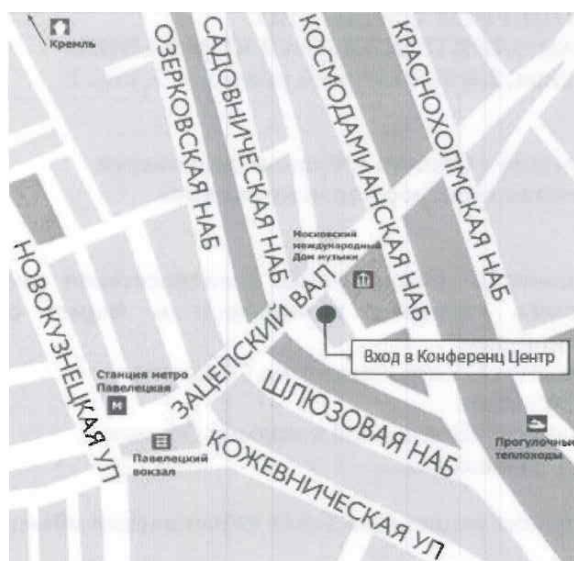 Кремль
ОЗЕРКОВСКАЯ НАБ
САДОВНИЧЕСКАЯ НАБ
КОСМОДАМИАНСКАЯ НАБ
КРАСНОХОЛМСКАЯ НАБ
НОВОКУЗНЕЦКАЯ УЛ
Московский
международный
Дом музыки
ЗАЦЕПСКИЙ ВАЛ
Вход в Конференц Центр
Станция метро
Павелецкая
М
ШЛЮЗОВАЯ НАБ
Павелецкий
вокзал
КОЖЕВНИЧЕСКАЯ УЛ
Прогулочные
теплоходы